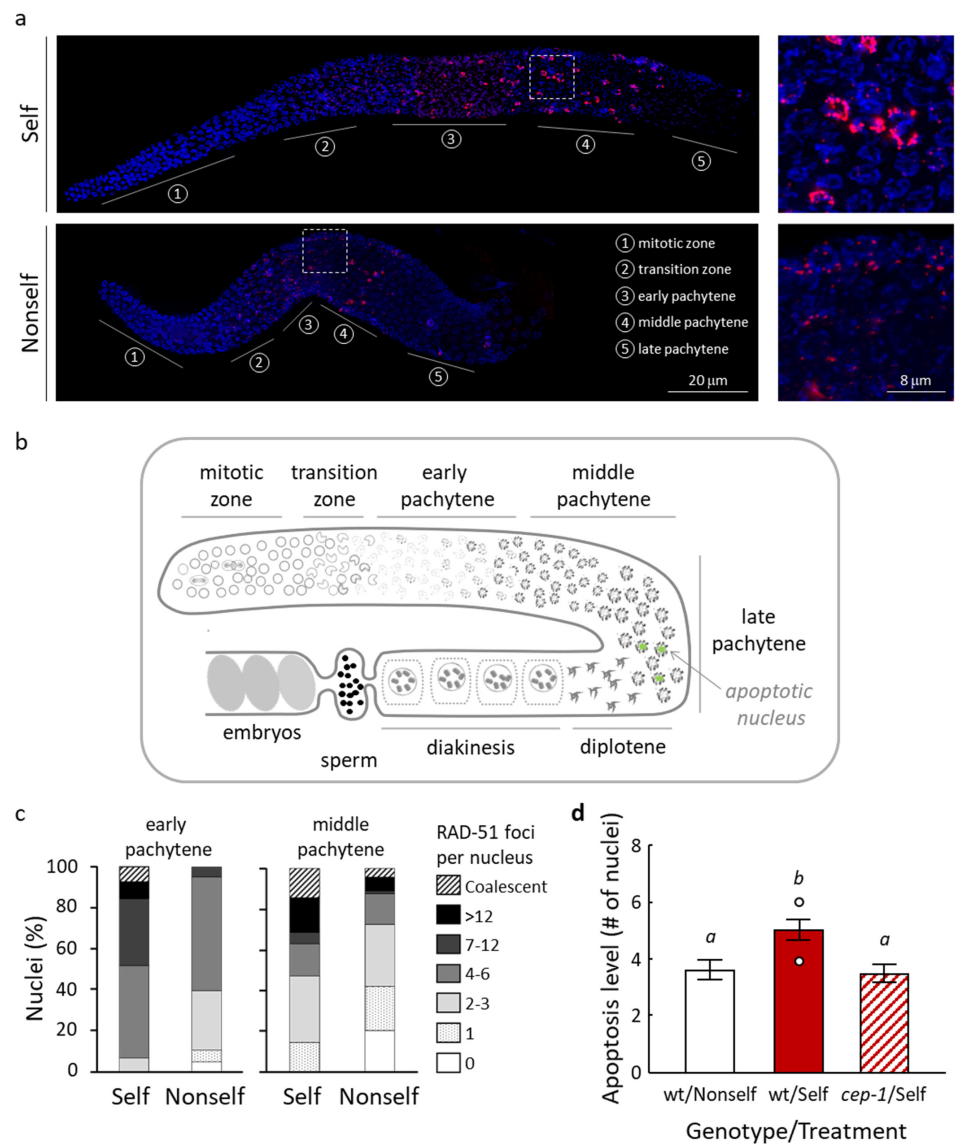 a
Self
1
2
3
4
5
Nonself
1
2
3
4
5
1 mitotic zone
2 transition zone
3 early pachytene
4 middle pachytene
5 late pachytene
20 μm
8 μm
b
mitotic
zone
transition
zone
early
pachytene
middle
pachytene
late
pachytene
apoptotic
nucleus
embryos
sperm
diakinesis
diplotene
c
early
pachytene
middle
pachytene
RAD-51 foci
per nucleus
Coalescent
>12
7-12
4-6
2-3
1
0
Nuclei (%)
100
80
60
40
20
0
Self
Nonself
Self
Nonself
d
Apoptosis level (# of nuclei)
8
6
4
2
0
a
b
a
wt/Nonself
wt/Self
cep-1/Self
Genotype/Treatment